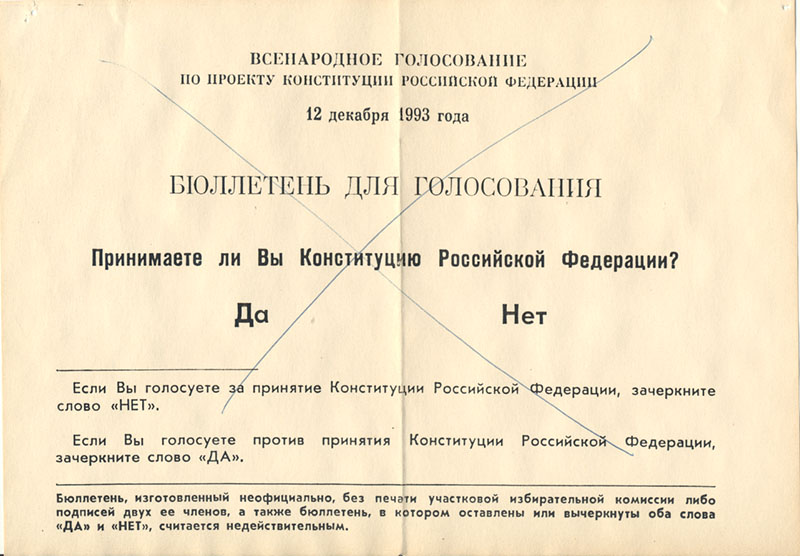 ВСЕНАРОДНОЕ ГОЛОСОВАНИЕ
ПО ПРОЕКТУ КОНСТИТУЦИИ РОССИЙСКОЙ ФЕДЕРАЦИИ
12 декабря 1993 года
БЮЛЛЕТЕНЬ ДЛЯ ГОЛОСОВАНИЯ
Принимаете ли Вы Конституцию Российской Федерации?
Да Нет
Если Вы голосуете за принятие Конституции Российской Федерации, зачеркните
слово «НЕТ».
Если Вы голосуете против принятия Конституции Российской Федерации,
зачеркните слово «ДА».
Бюллетень, изготовленный неофициально, без печати участковой избирательной комиссии либо
подписей двух ее членов, а также бюллетень, в котором оставлены или вычеркнуты оба слова
«ДА» и «НЕТ», считается недействительным.